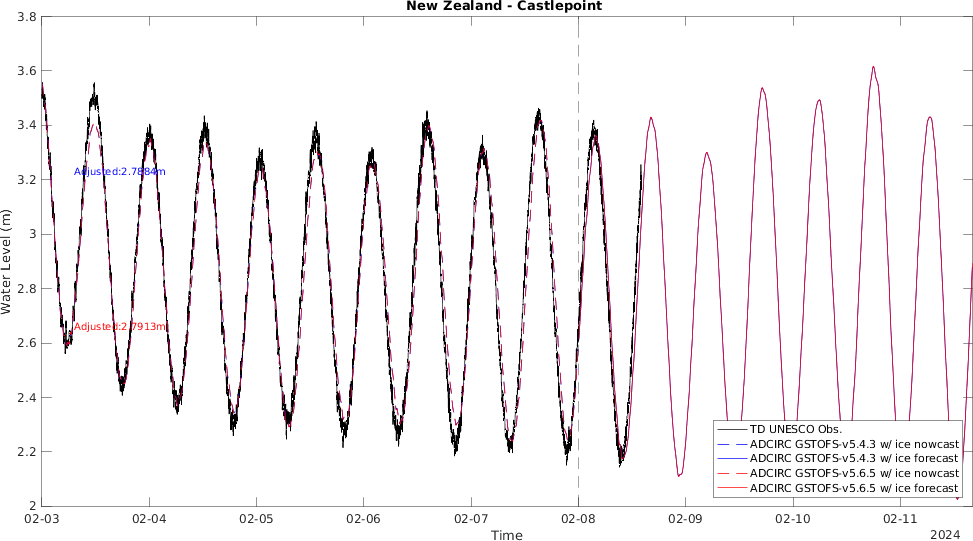 New Zealand - Castlepoint
3.8
3.6
3.4
3.2
3
2.8
2.6
2.4
2.2
2
Water Level (m)
Adjusted:2.7884m
Adjusted:2.7913m
TD UNESCO Obs.
ADCIRC GSTOFS-v5.4.3 w/ ice nowcast
ADCIRC GSTOFS-v5.4.3 w/ ice forecast
ADCIRC GSTOFS-v5.6.5 w/ ice nowcast
ADCIRC GSTOFS-v5.6.5 w/ ice forecast
02-03 02-04 02-05 02-06 02-07 02-08 02-09 02-10 02-11
Time
2024